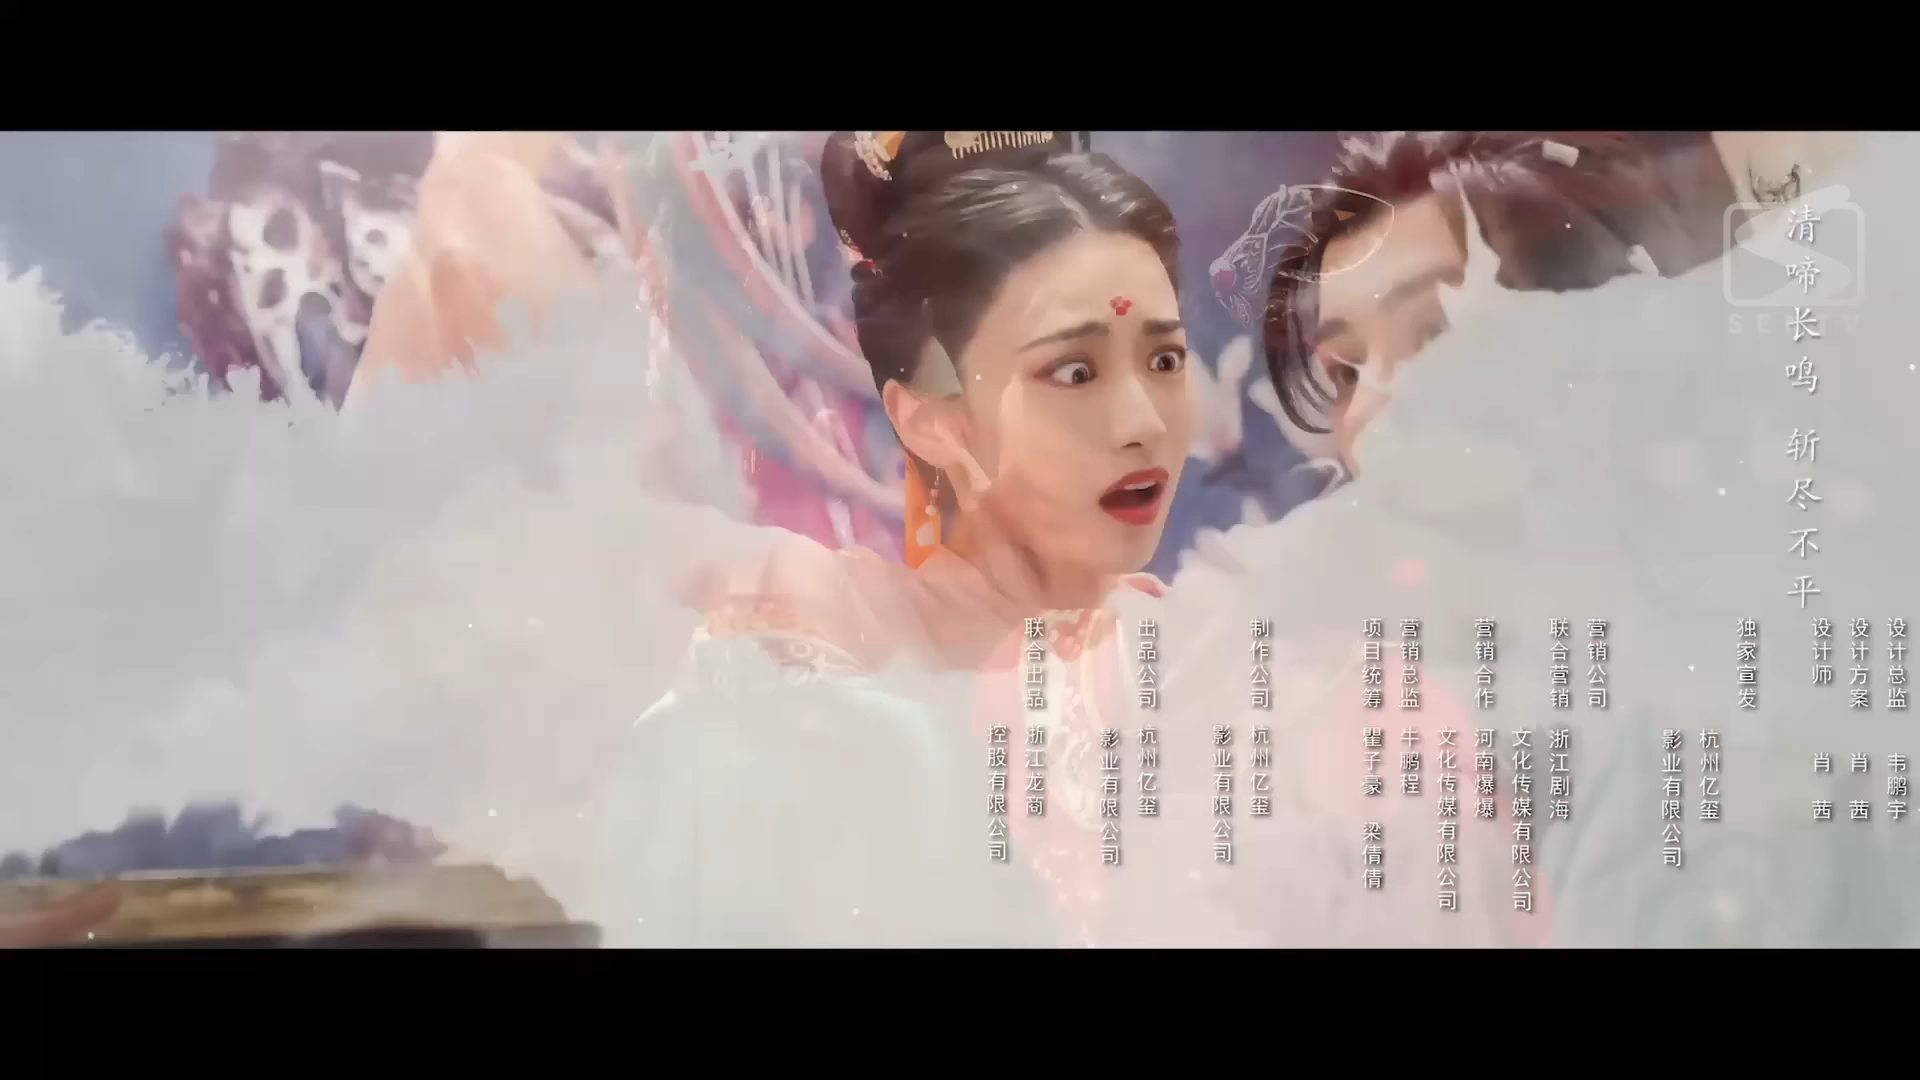 清啼长鸣 斩尽不平
设计总监 韦鹏宇
设计方案 肖茜
设计师 肖茜
独家宣发 杭州亿玺
影业有限公司
营销公司
联合营销 浙江剧海
文化传媒有限公司
营销合作 河南爆爆
文化传媒有限公司
营销总监 牛鹏程
项目统筹 瞿子豪 梁倩倩
制作公司 杭州亿玺
影业有限公司
出品公司 杭州亿玺
影业有限公司
联合出品 浙江龙商
控股有限公司